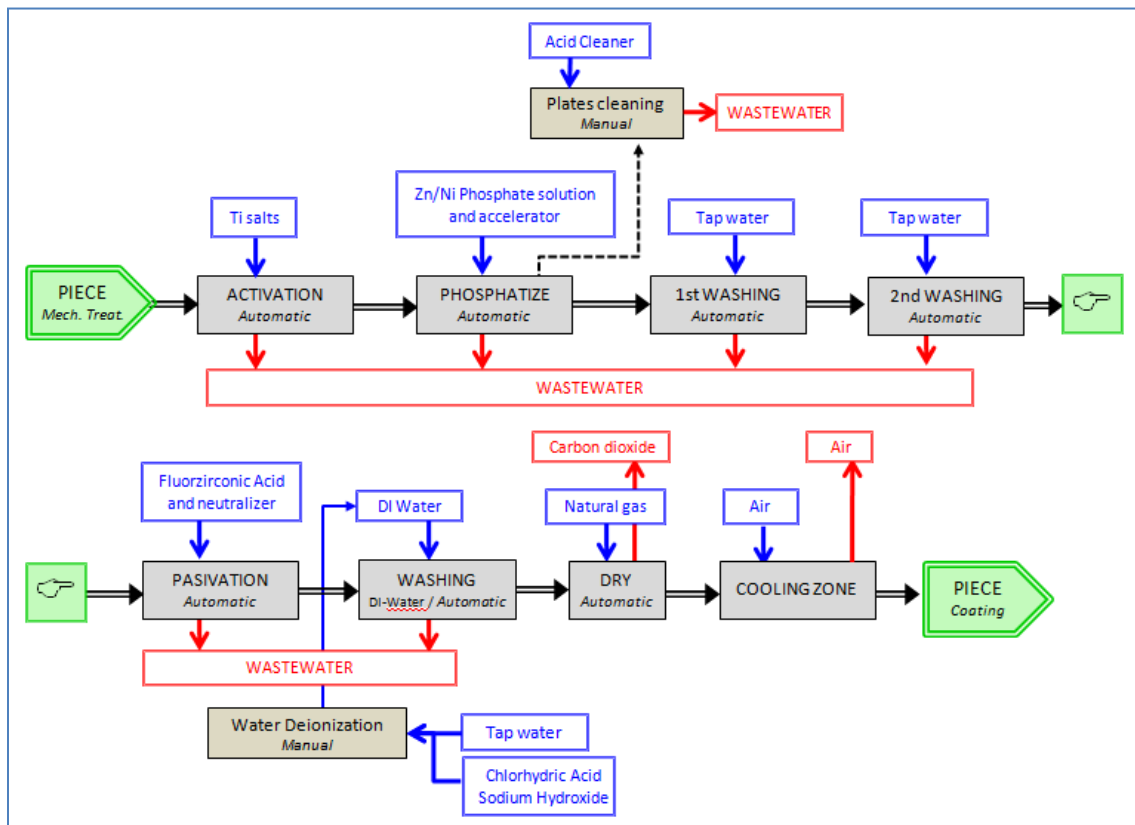 Acid Cleaner
Plates cleaning
Manual
WASTEWATER
Ti salts
Zn/Ni Phosphate solution
and accelerator
Tap water
Tap water
PIECE
Mech. Treat.
ACTIVATION
Automatic
PHOSPHATIZE
Automatic
1st WASHING
Automatic
2nd WASHING
Automatic
WASTEWATER
Carbon dioxide
Air
Fluorzirconic Acid
and neutralizer
DI Water
Natural gas
Air
PASIVATION
Automatic
WASHING
DI-Water / Automatic
DRY
Automatic
COOLING ZONE
PIECE
Coating
WASTEWATER
Water Deionization
Manual
Tap water
Chlorhydric Acid
Sodium Hydroxide